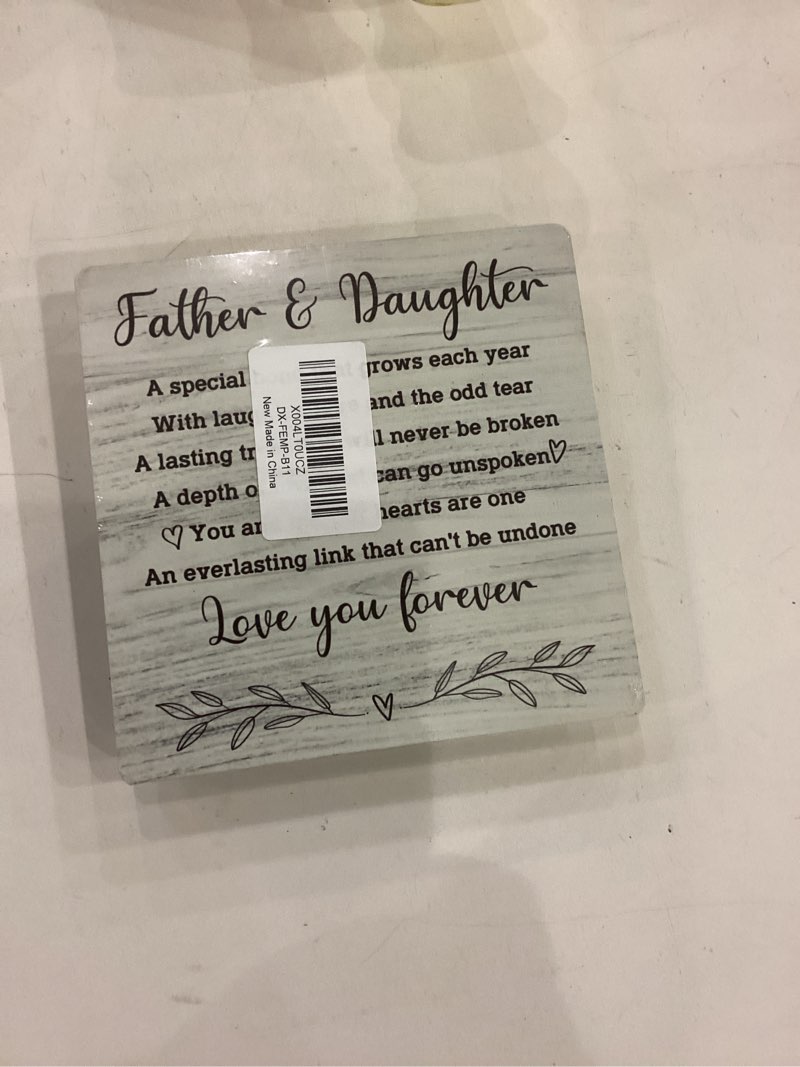 Father & Daughter
A special grows each year
With laug and the odd tear
A lasting tr ll never be broken
A depth o can go unspoken
You ar hearts are one
An everlasting link that can't be undone
Love you forever
X004LT0UCZ
DX-FEMP-B11
New Made in China